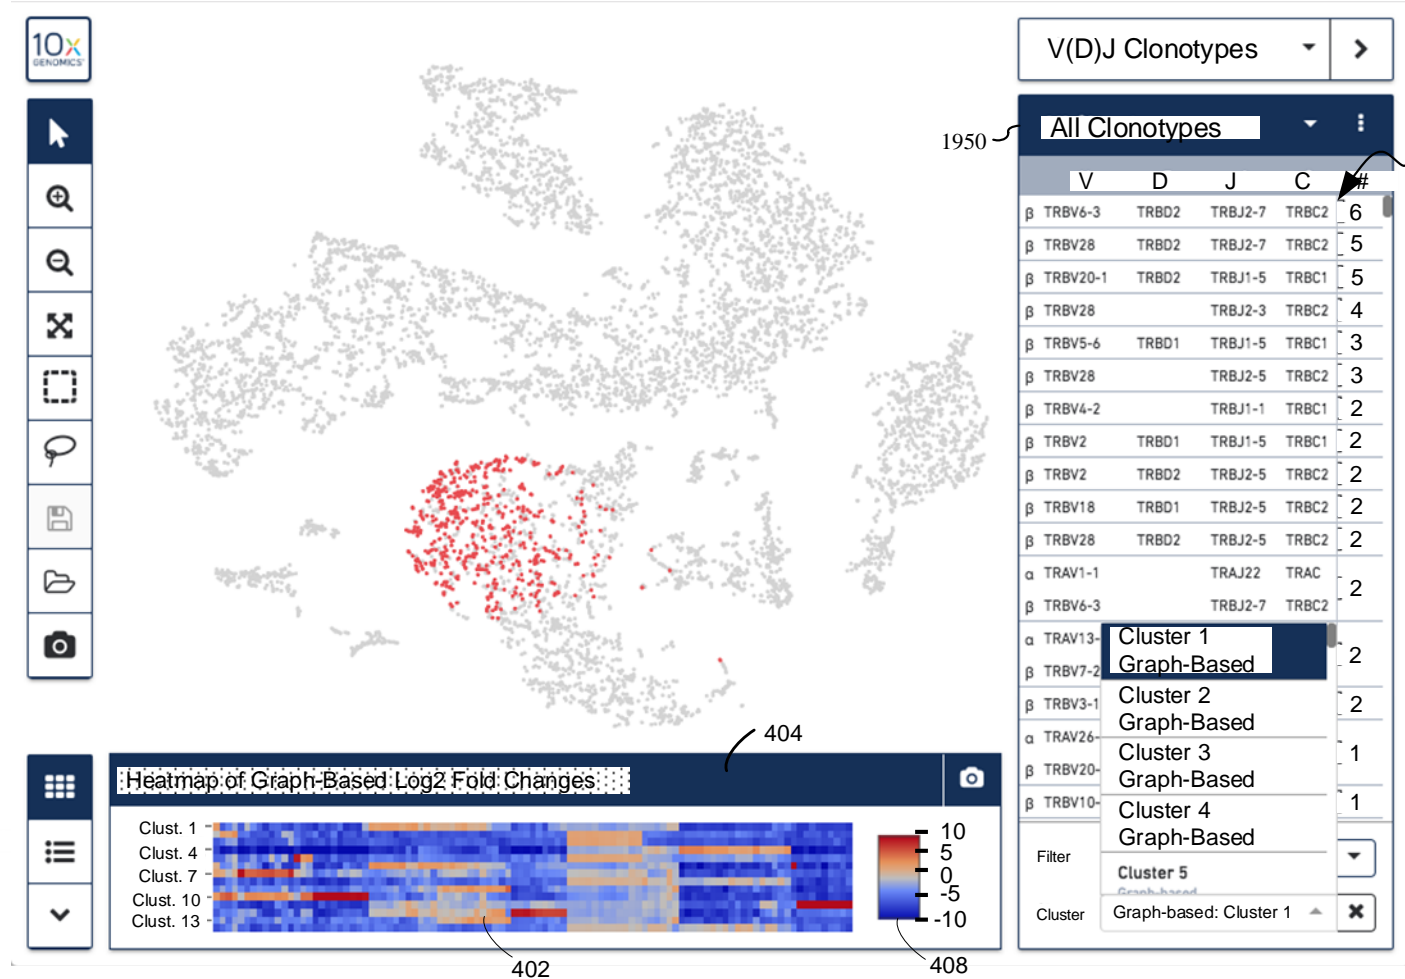 10x
GENOMICS
V(D)J Clonotypes
1950
All Clonotypes
V D J C #
β TRBV6-3 TRBD2 TRBJ2-7 TRBC2 6
β TRBV28 TRBD2 TRBJ2-7 TRBC2 5
β TRBV20-1 TRBD2 TRBJ1-5 TRBC1 5
β TRBV28 TRBJ2-3 TRBC2 4
β TRBV5-6 TRBD1 TRBJ1-5 TRBC1 3
β TRBV28 TRBJ2-5 TRBC2 3
β TRBV4-2 TRBJ1-1 TRBC1 2
β TRBV2 TRBD1 TRBJ1-5 TRBC1 2
β TRBV2 TRBD2 TRBJ2-5 TRBC2 2
β TRBV18 TRBD1 TRBJ2-5 TRBC2 2
β TRBV28 TRBD2 TRBJ2-5 TRBC2 2
α TRAV1-1 TRAJ22 TRAC
2
β TRBV6-3 TRBJ2-7 TRBC2
α TRAV13-
2
β TRBV7-2
β TRBV3-1 2
α TRAV26-
1
β TRBV20-
β TRBV10- 1
Cluster 1
Graph-Based
Cluster 2
Graph-Based
Cluster 3
Graph-Based
Cluster 4
Graph-Based
Cluster 5
Graph-based
Filter
Cluster Graph-based: Cluster 1
404
Heatmap of Graph-Based Log2 Fold Changes
Clust. 1
Clust. 4
Clust. 7
Clust. 10
Clust. 13
10
5
0
-5
-10
402
408